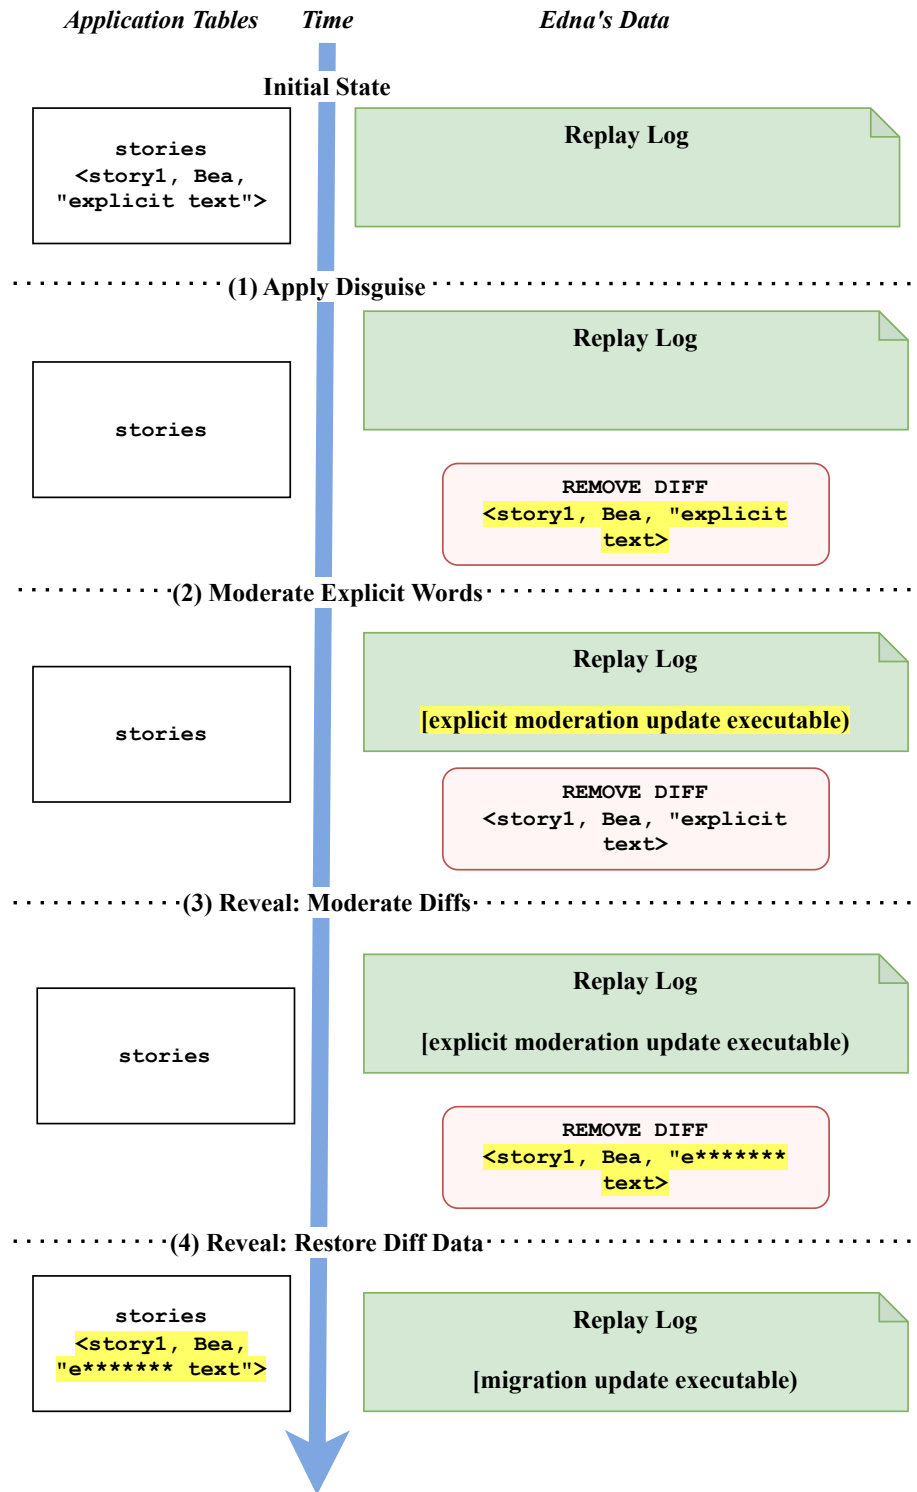 Application Tables Time Edna's Data
Initial State
stories
<story1, Bea,
"explicit text">
Replay Log
(1) Apply Disguise
stories
Replay Log
REMOVE DIFF
<story1, Bea, "explicit
text>
(2) Moderate Explicit Words
stories
Replay Log
[explicit moderation update executable)
REMOVE DIFF
<story1, Bea, "explicit
text>
(3) Reveal: Moderate Diffs
stories
Replay Log
[explicit moderation update executable)
REMOVE DIFF
<story1, Bea, "e*******
text>
(4) Reveal: Restore Diff Data
stories
<story1, Bea,
"e******* text">
Replay Log
[migration update executable)